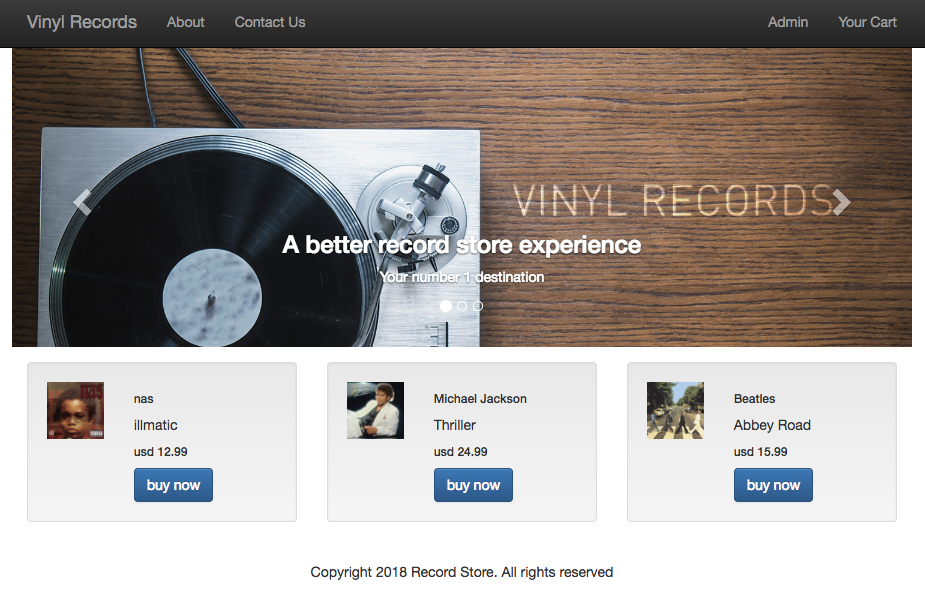 Vinyl Records About Contact Us Admin Your Cart
VINYL RECORDS
A better record store experience
Your number 1 destination
nas
illmatic
usd 12.99
buy now
Michael Jackson
Thriller
usd 24.99
buy now
Beatles
Abbey Road
usd 15.99
buy now
Copyright 2018 Record Store. All rights reserved